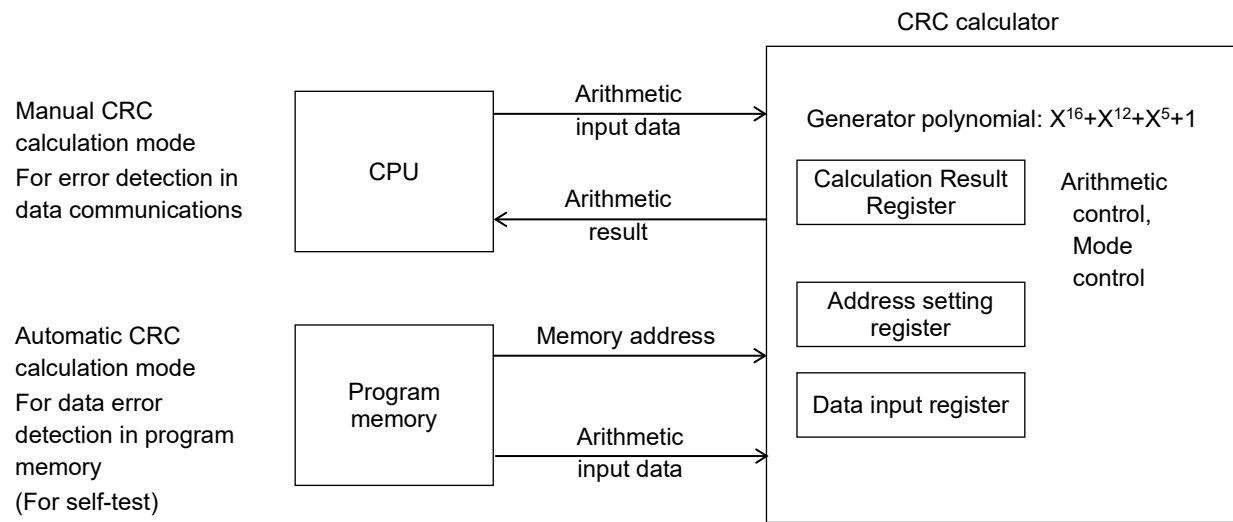 CRC calculator
Manual CRC
calculation mode
For error detection in
data communications
CPU
Arithmetic
input data
Arithmetic
result
Generator polynomial: X¹⁶+X¹²+X⁵+1
Calculation Result
Register
Arithmetic
control,
Mode
control
Address setting
register
Data input register
Automatic CRC
calculation mode
For data error
detection in program
memory
(For self-test)
Program
memory
Memory address
Arithmetic
input data